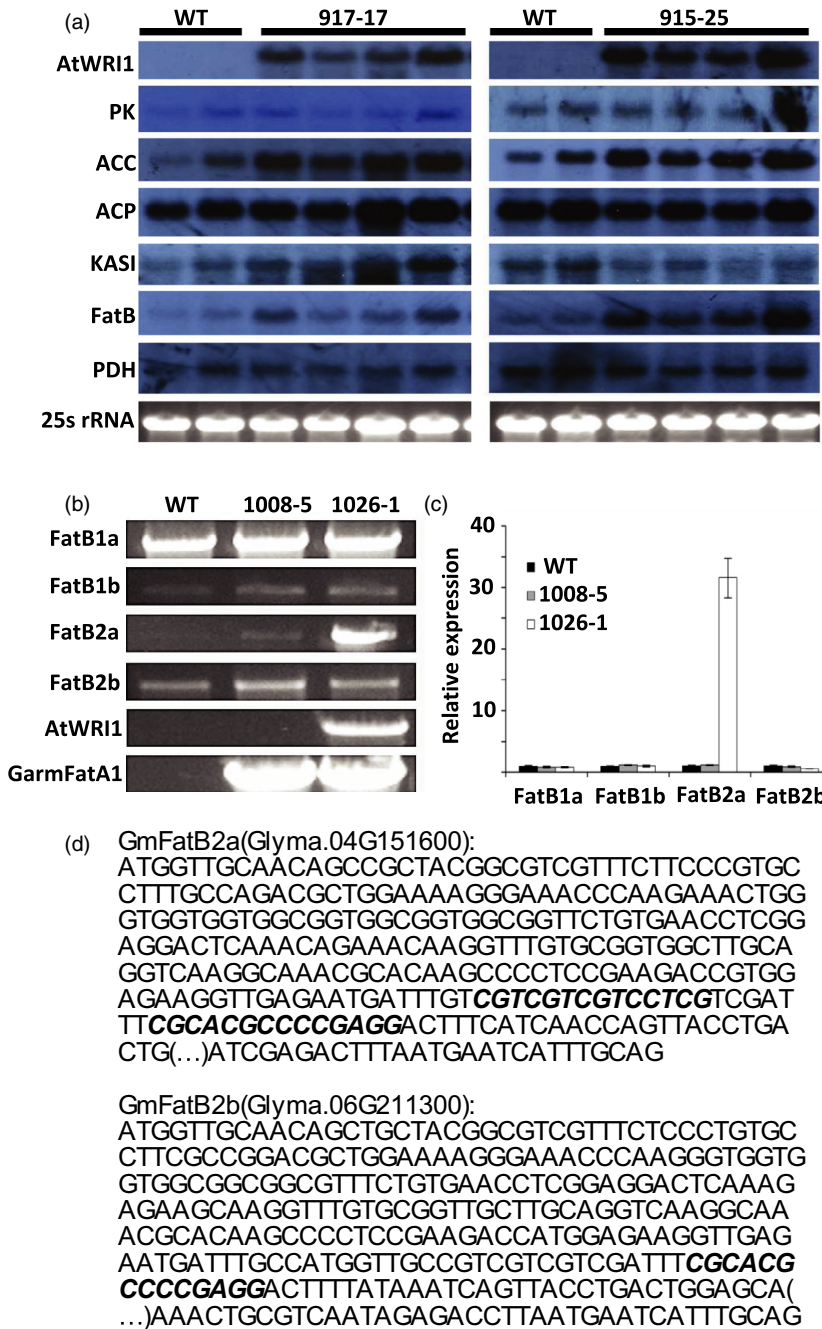 (a)
WT 917-17 WT 915-25
AtWRI1
PK
ACC
ACP
KASI
FatB
PDH
25s rRNA
(b)
WT 1008-5 1026-1
FatB1a
FatB1b
FatB2a
FatB2b
AtWRI1
GarmFatA1
(c)
Relative expression
40
30
20
10
WT
1008-5
1026-1
FatB1a FatB1b FatB2a FatB2b
(d)
GmFatB2a(Glyma.04G151600):
ATGGTTGCAACAGCCGCTACGGCGTCGTTTCTTCCCGTGC
CTTTGCCAGACGCTGGAAAAGGGAAACCCAAGAAACTGG
GTGGTGGTGGCGGTGGCGGTGGCGGTTCTGTGAACCTCGG
AGGACTCAAACAGAAACAAGGTTTGTGCGGTGGCTTGCA
GGTCAAGGCAAACGCACAAGCCCCTCCGAAGACCGTGG
AGAAGGTTGAGAATGATTTGTCGTCGTCGTCCTCGTCGAT
TTCGCACGCCCCGAGGACTTTCATCAACCAGTTACCTGA
CTG(...)ATCGAGACTTTAATGAATCATTTGCAG
GmFatB2b(Glyma.06G211300):
ATGGTTGCAACAGCTGCTACGGCGTCGTTTCTCCCTGTGC
CTTCGCCGGACGCTGGAAAAGGGAAACCCAAGGGTGGTG
GTGGCGGCGGCGTTTCTGTGAACCTCGGAGGACTCAAAG
AGAAGCAAGGTTTGTGCGGTTGCTTGCAGGTCAAGGCAA
ACGCACAAGCCCCTCCGAAGACCATGGAGAAGGTTGAG
AATGATTTGCCATGGTTGCCGTCGTCGTCGATTTCGCACG
CCCCGAGGACTTTTATAAATCAGTTACCTGACTGGAGCA(
...)AAACTGCGTCAATAGAGACCTTAATGAATCATTTGCAG